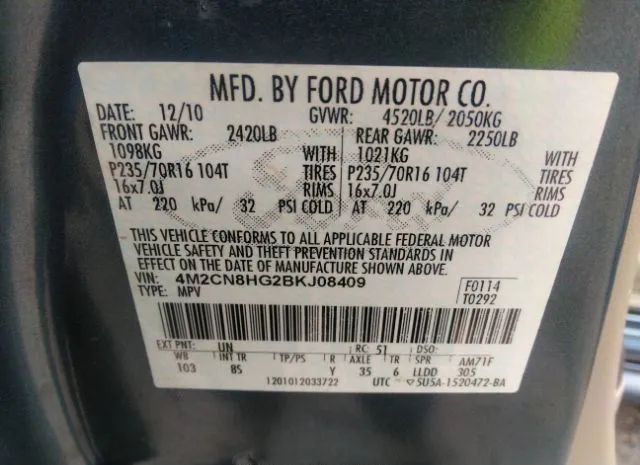 MFD. BY FORD MOTOR CO.
DATE: 12/10 GVWR: 4520LB/ 2050KG
FRONT GAWR: 2420LB REAR GAWR: 2250LB
1098KG WITH 1021KG WITH
P235/70R16 104T TIRES P235/70R16 104T TIRES
16x7.0J RIMS 16x7.0J RIMS
AT 220 kPa/ 32 PSI COLD AT 220 kPa/ 32 PSI COLD
THIS VEHICLE CONFORMS TO ALL APPLICABLE FEDERAL MOTOR
VEHICLE SAFETY AND THEFT PREVENTION STANDARDS IN
EFFECT ON THE DATE OF MANUFACTURE SHOWN ABOVE.
VIN: 4M2CN8HG2BKJ08409 F0114
TYPE: MPV T0292
EXT PNT: UN RC: 51 DSO:
WB INT TR TP/PS R AXLE TR SPR AM71F
103 8S Y 35 6 LLDD 305
1201012033722 UTC 5U5A-1520472-BA